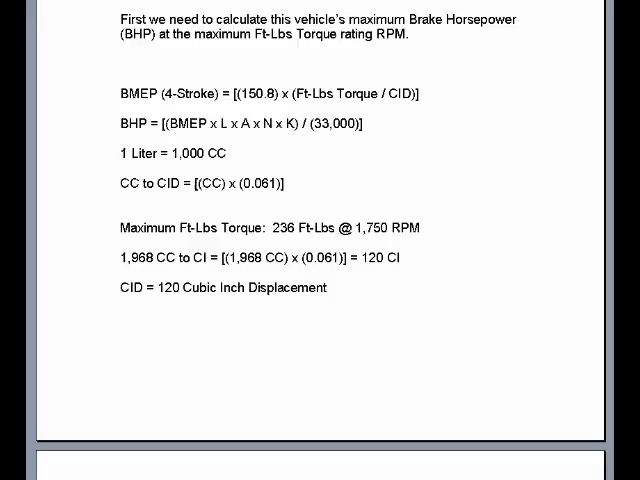 First we need to calculate this vehicle's maximum Brake Horsepower
(BHP) at the maximum Ft-Lbs Torque rating RPM.
BMEP (4-Stroke) = [(150.8) x (Ft-Lbs Torque / CID)]
BHP = [(BMEP x L x A x N x K) / (33,000)]
1 Liter = 1,000 CC
CC to CID = [(CC) x (0.061)]
Maximum Ft-Lbs Torque:  236 Ft-Lbs @ 1,750 RPM
1,968 CC to CI = [(1,968 CC) x (0.061)] = 120 CI
CID = 120 Cubic Inch Displacement